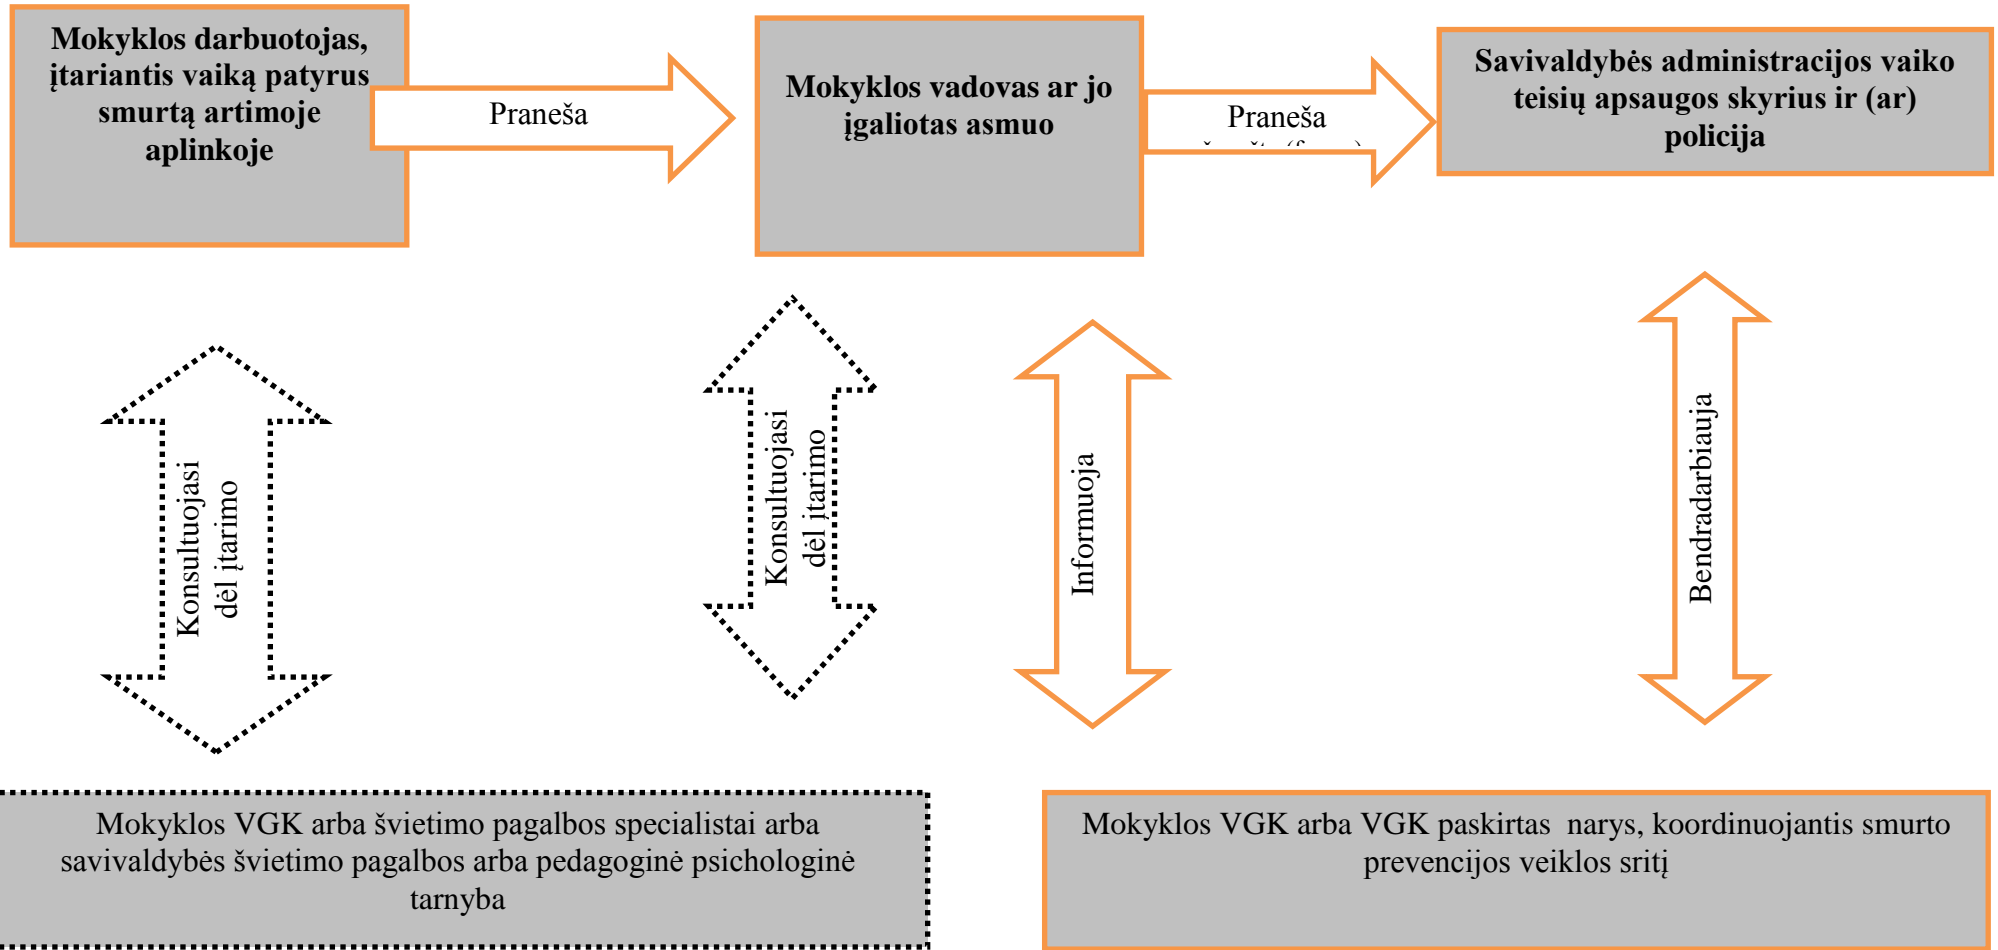 Mokyklos darbuotojas,
įtariantis vaiką patyrus
smurtą artimoje
aplinkoje
Praneša
Mokyklos vadovas ar jo
įgaliotas asmuo
Praneša
Savivaldybės administracijos vaiko
teisių apsaugos skyrius ir (ar)
policija
Konsultuojasi
dėl įtarimo
Konsultuojasi
dėl įtarimo
Informuoja
Bendradarbiauja
Mokyklos VGK arba švietimo pagalbos specialistai arba
savivaldybės švietimo pagalbos arba pedagoginė psichologinė
tarnyba
Mokyklos VGK arba VGK paskirtas narys, koordinuojantis smurto
prevencijos veiklos sritį